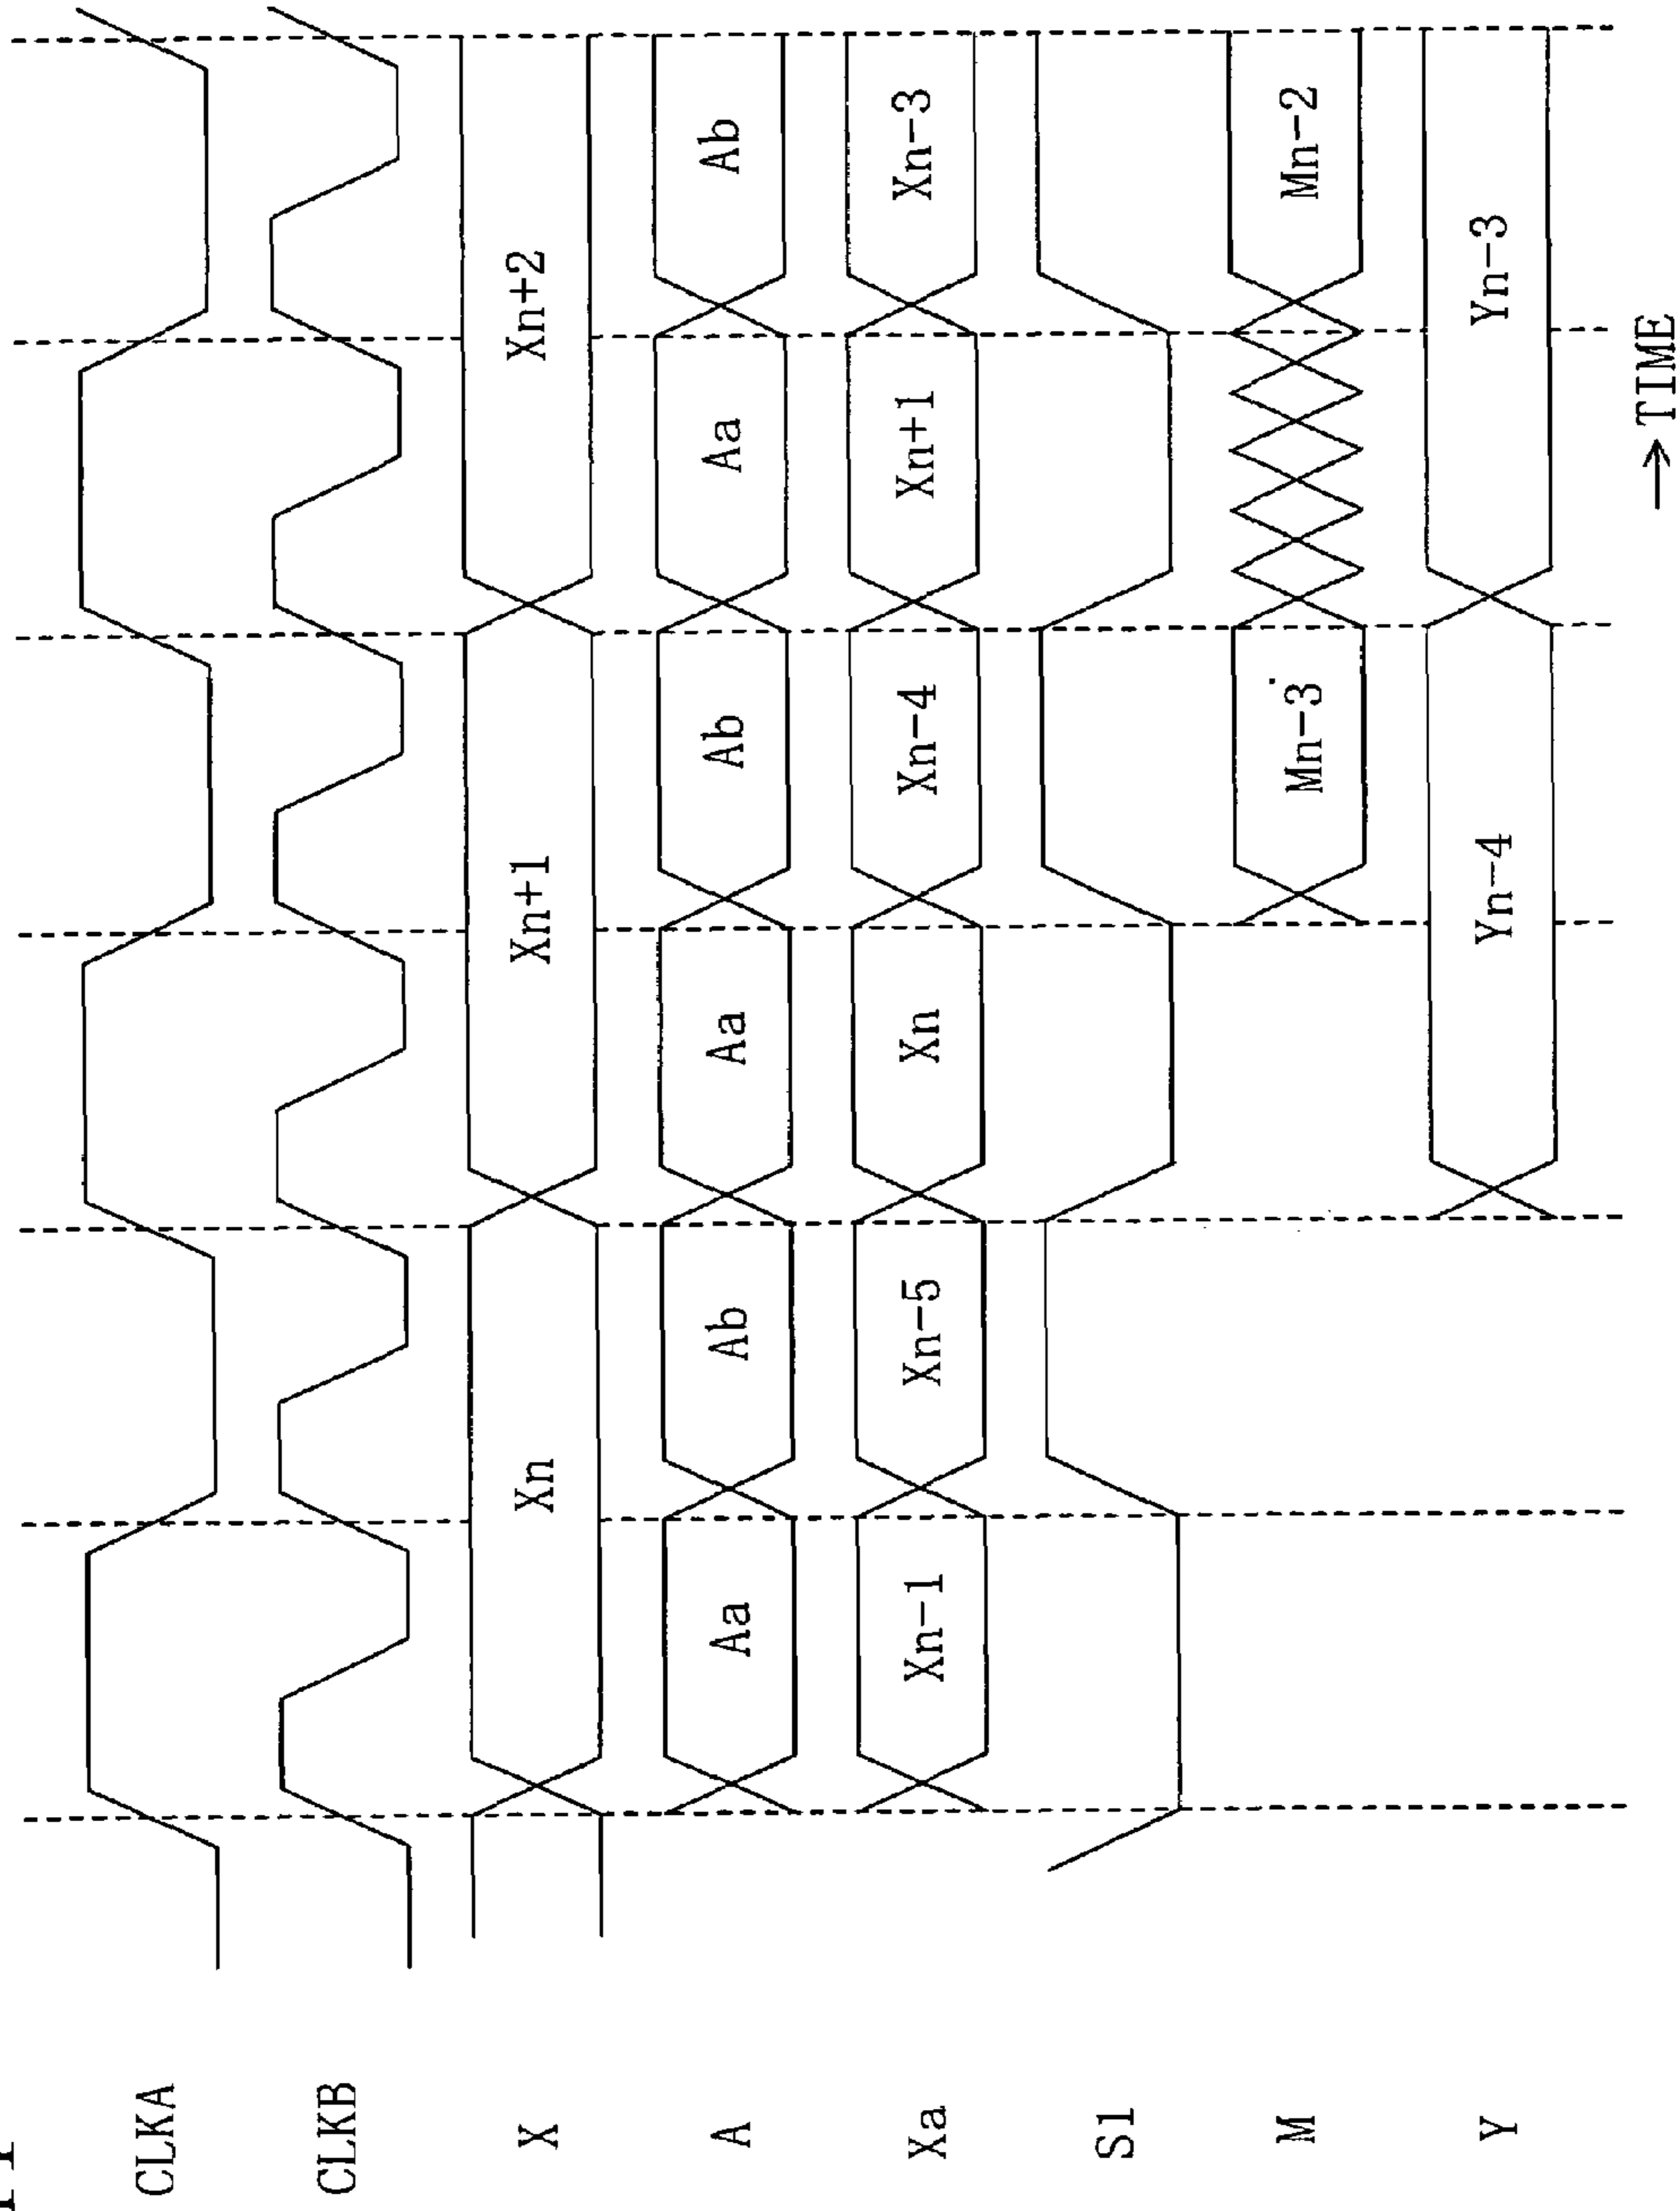 CLKA
CLKB
X Xn Xn+1 Xn+2
A Aa Ab Aa Ab Aa Ab
Xa Xn-1 Xn-5 Xn Xn-4 Xn+1 Xn-3
S1
M Mn-3 Mn-2
Y Yn-4 Yn-3
→TIME